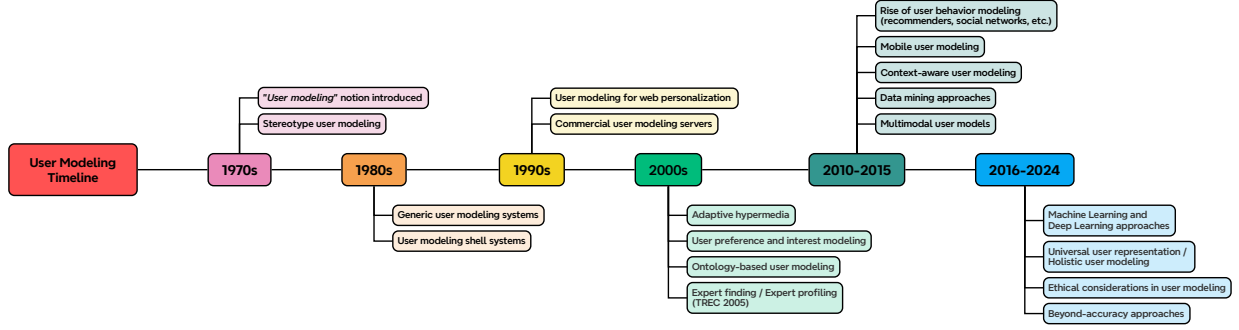 User Modeling
Timeline
1970s
"User modeling" notion introduced
Stereotype user modeling
1980s
Generic user modeling systems
User modeling shell systems
1990s
User modeling for web personalization
Commercial user modeling servers
2000s
Adaptive hypermedia
User preference and interest modeling
Ontology-based user modeling
Expert finding / Expert profiling
(TREC 2005)
2010-2015
Rise of user behavior modeling
(recommenders, social networks, etc.)
Mobile user modeling
Context-aware user modeling
Data mining approaches
Multimodal user models
2016-2024
Machine Learning and
Deep Learning approaches
Universal user representation /
Holistic user modeling
Ethical considerations in user modeling
Beyond-accuracy approaches